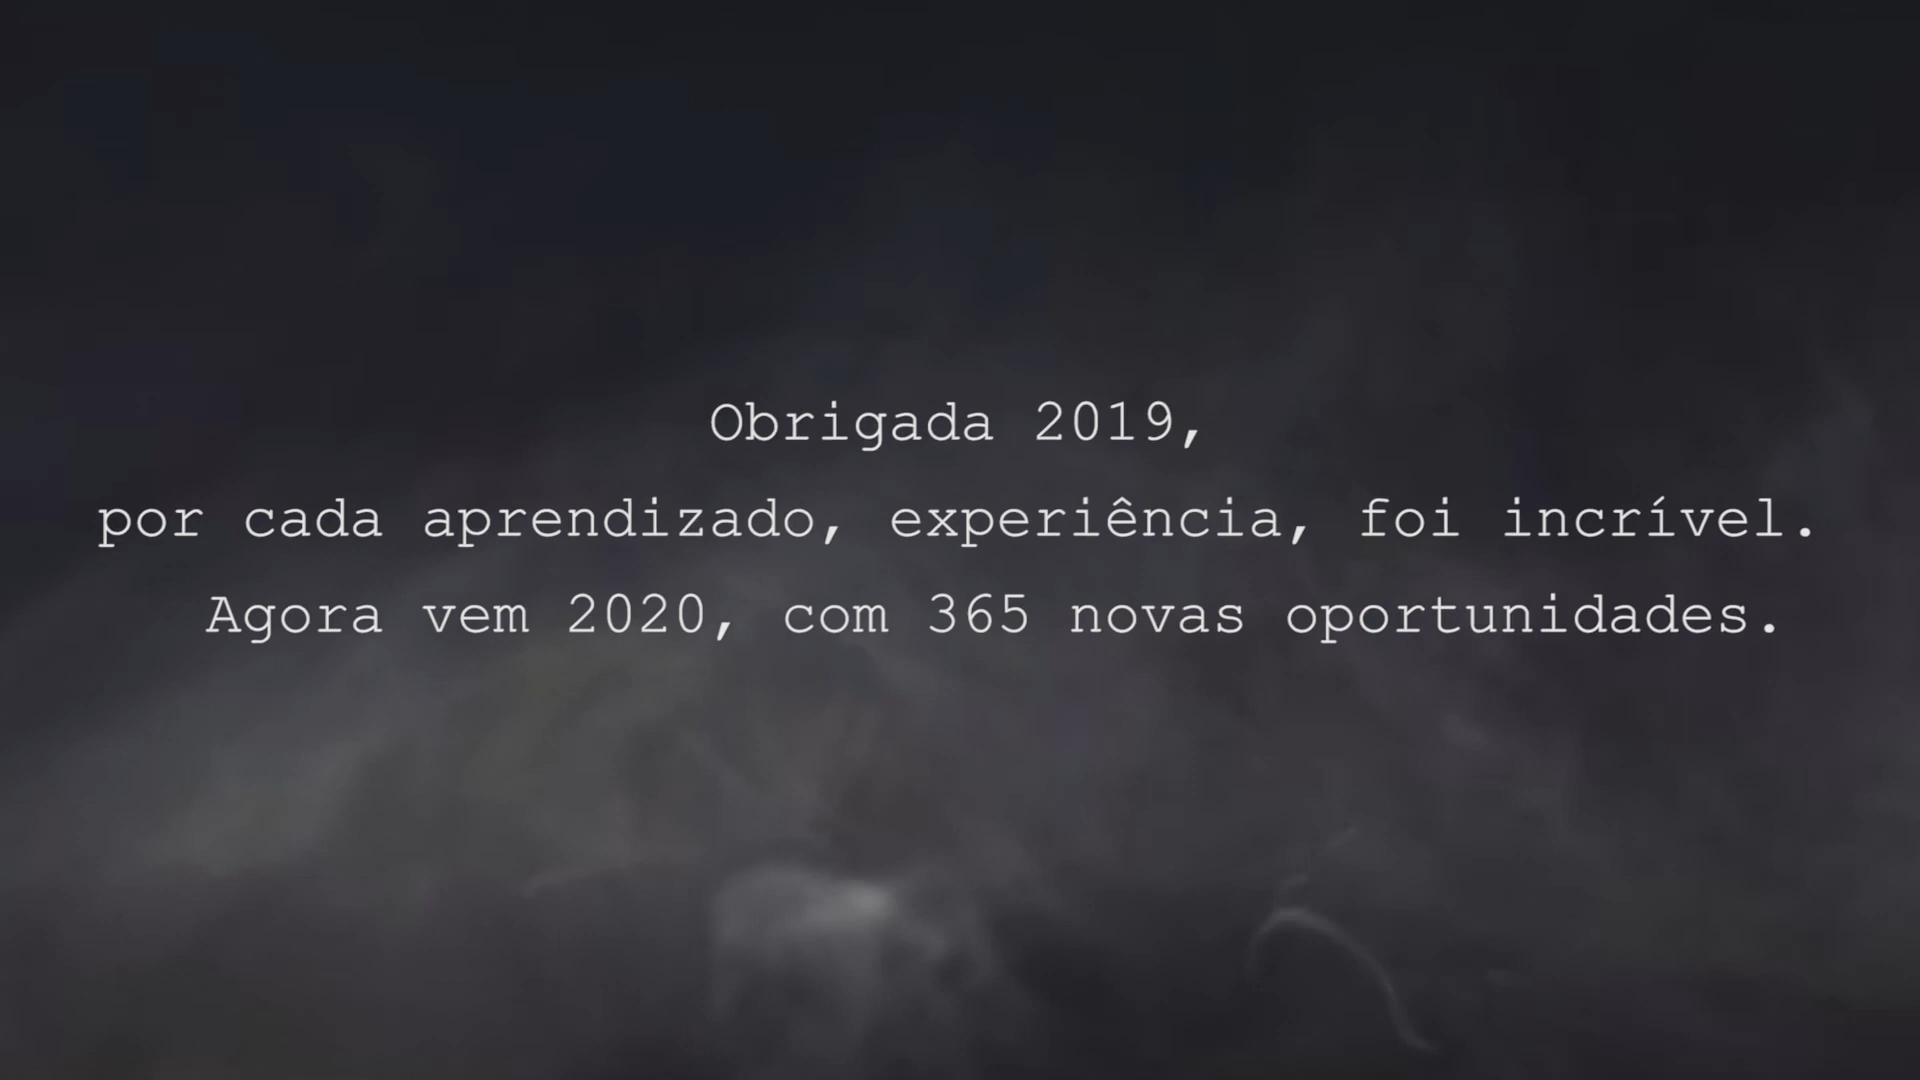 Obrigada 2019,
por cada aprendizado, experiência, foi incrível.
Agora vem 2020, com 365 novas oportunidades.